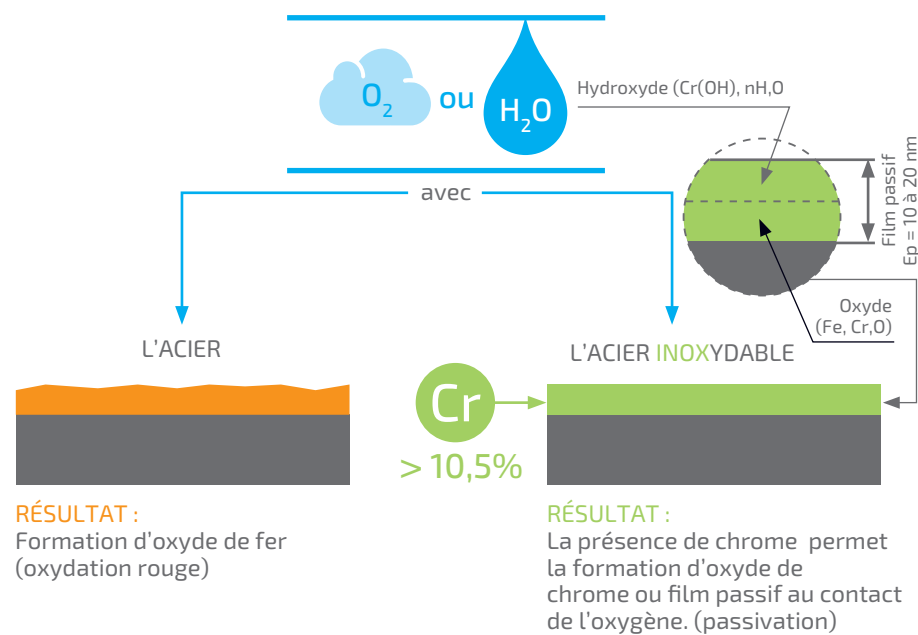 O2 ou H2O
Hydroxyde (Cr(OH), nH,O
Film passif
Ep = 10 à 20 nm
avec
Oxyde
(Fe, Cr,O)
L'ACIER
L'ACIER INOXYDABLE
Cr
> 10,5%
RÉSULTAT :
Formation d'oxyde de fer
(oxydation rouge)
RÉSULTAT :
La présence de chrome permet
la formation d'oxyde de
chrome ou film passif au contact
de l'oxygène. (passivation)